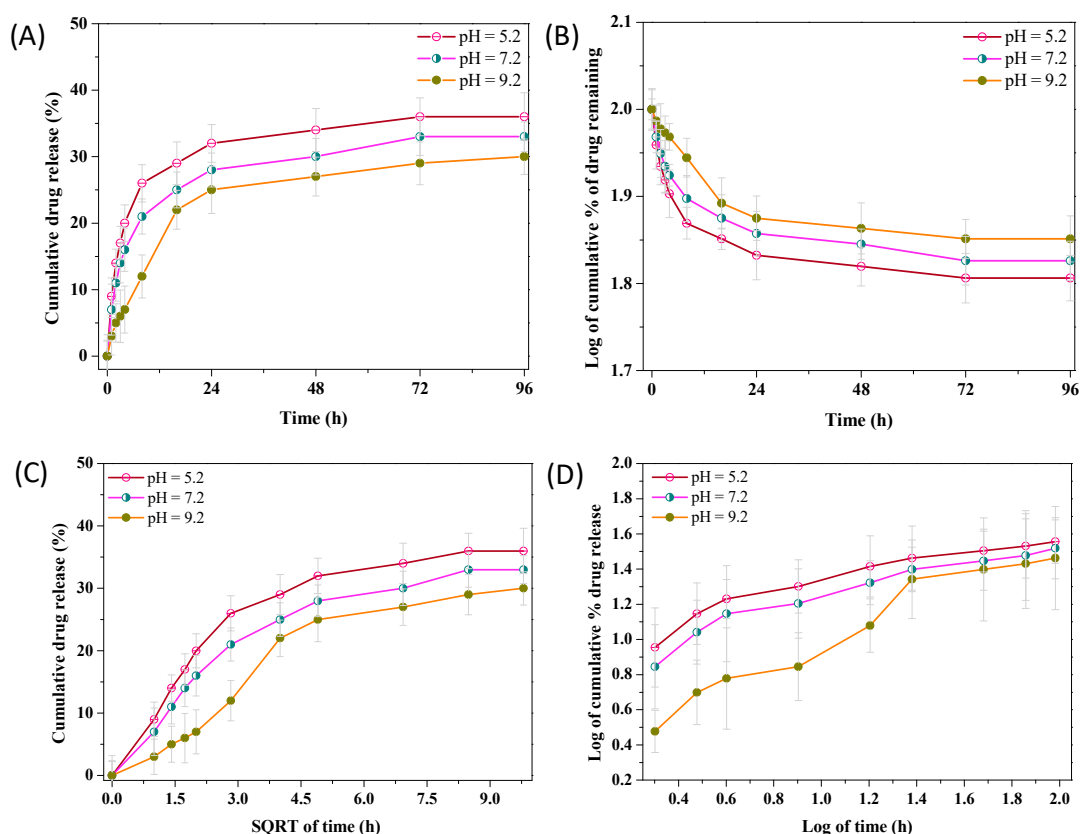 (A)
50
40
30
20
10
0
Cumulative drug release (%)
pH = 5.2
pH = 7.2
pH = 9.2
0 24 48 72 96
Time (h)
(B)
2.1
2.0
1.9
1.8
1.7
Log of cumulative % of drug remaining
pH = 5.2
pH = 7.2
pH = 9.2
0 24 48 72 96
Time (h)
(C)
50
40
30
20
10
0
Cumulative drug release (%)
pH = 5.2
pH = 7.2
pH = 9.2
0.0 1.5 3.0 4.5 6.0 7.5 9.0
SQRT of time (h)
(D)
2.0
1.8
1.6
1.4
1.2
1.0
0.8
0.6
0.4
0.2
Log of cumulative % drug release
pH = 5.2
pH = 7.2
pH = 9.2
0.4 0.6 0.8 1.0 1.2 1.4 1.6 1.8 2.0
Log of time (h)